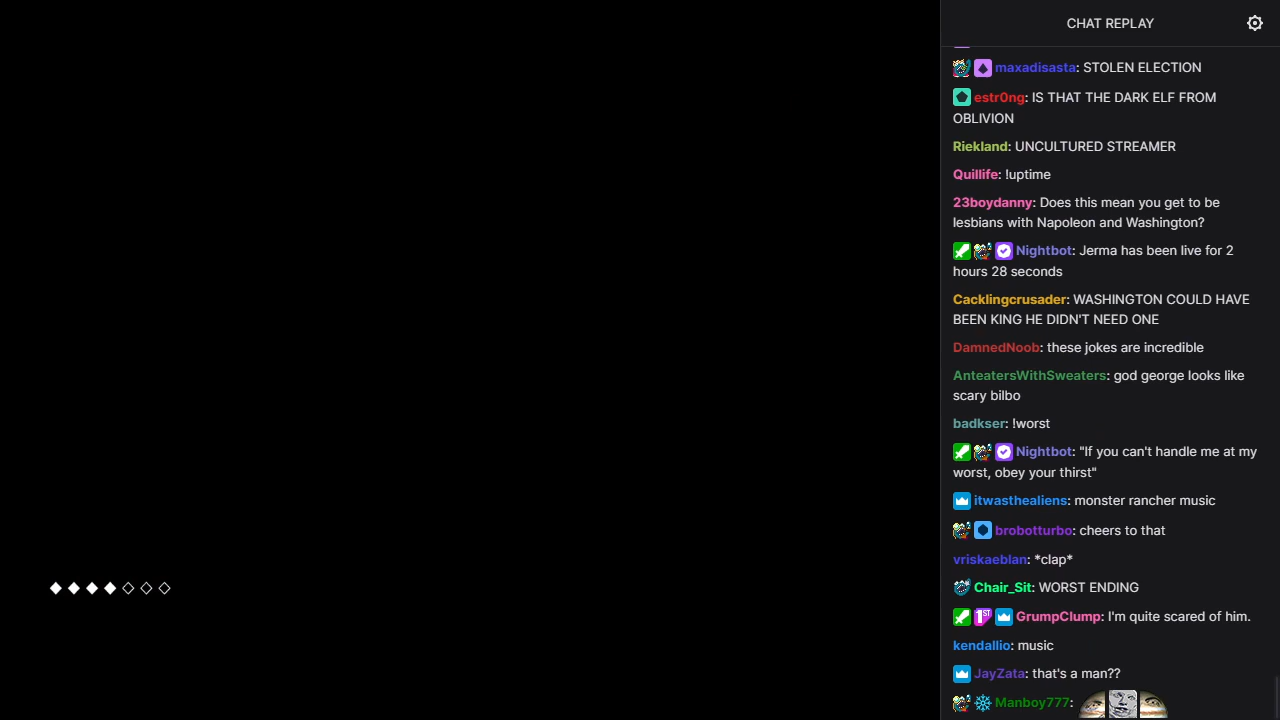 CHAT REPLAY
maxadisasta: STOLEN ELECTION
estr0ng: IS THAT THE DARK ELF FROM
OBLIVION
Riekland: UNCULTURED STREAMER
Quillife: !uptime
23boydanny: Does this mean you get to be
lesbians with Napoleon and Washington?
Nightbot: Jerma has been live for 2
hours 28 seconds
Cacklingcrusader: WASHINGTON COULD HAVE
BEEN KING HE DIDN'T NEED ONE
DamnedNoob: these jokes are incredible
AnteatersWithSweaters: god george looks like
scary bilbo
badkser: !worst
Nightbot: "If you can't handle me at my
worst, obey your thirst"
itwasthealiens: monster rancher music
brobotturbo: cheers to that
vriskaeblan: *clap*
Chair_Sit: WORST ENDING
1ST GrumpClump: I'm quite scared of him.
kendallio: music
JayZata: that's a man??
Manboy777: